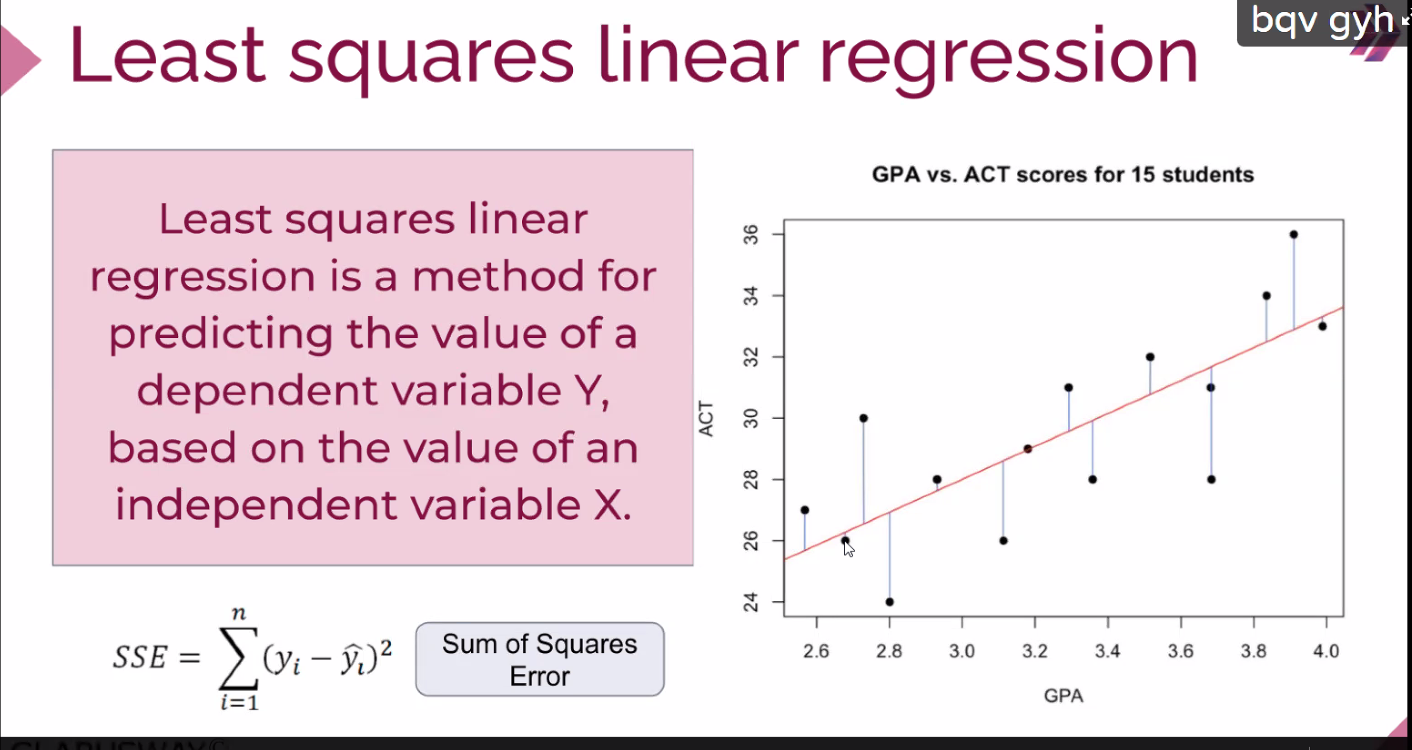 Least squares linear regression
bqv gyh
Least squares linear
regression is a method for
predicting the value of a
dependent variable Y,
based on the value of an
independent variable X.
SSE = ∑ᵢ₌₁ⁿ (yᵢ − ŷᵢ)²
Sum of Squares
Error
GPA vs. ACT scores for 15 students
ACT
36
34
32
30
28
26
24
2.6 2.8 3.0 3.2 3.4 3.6 3.8 4.0
GPA